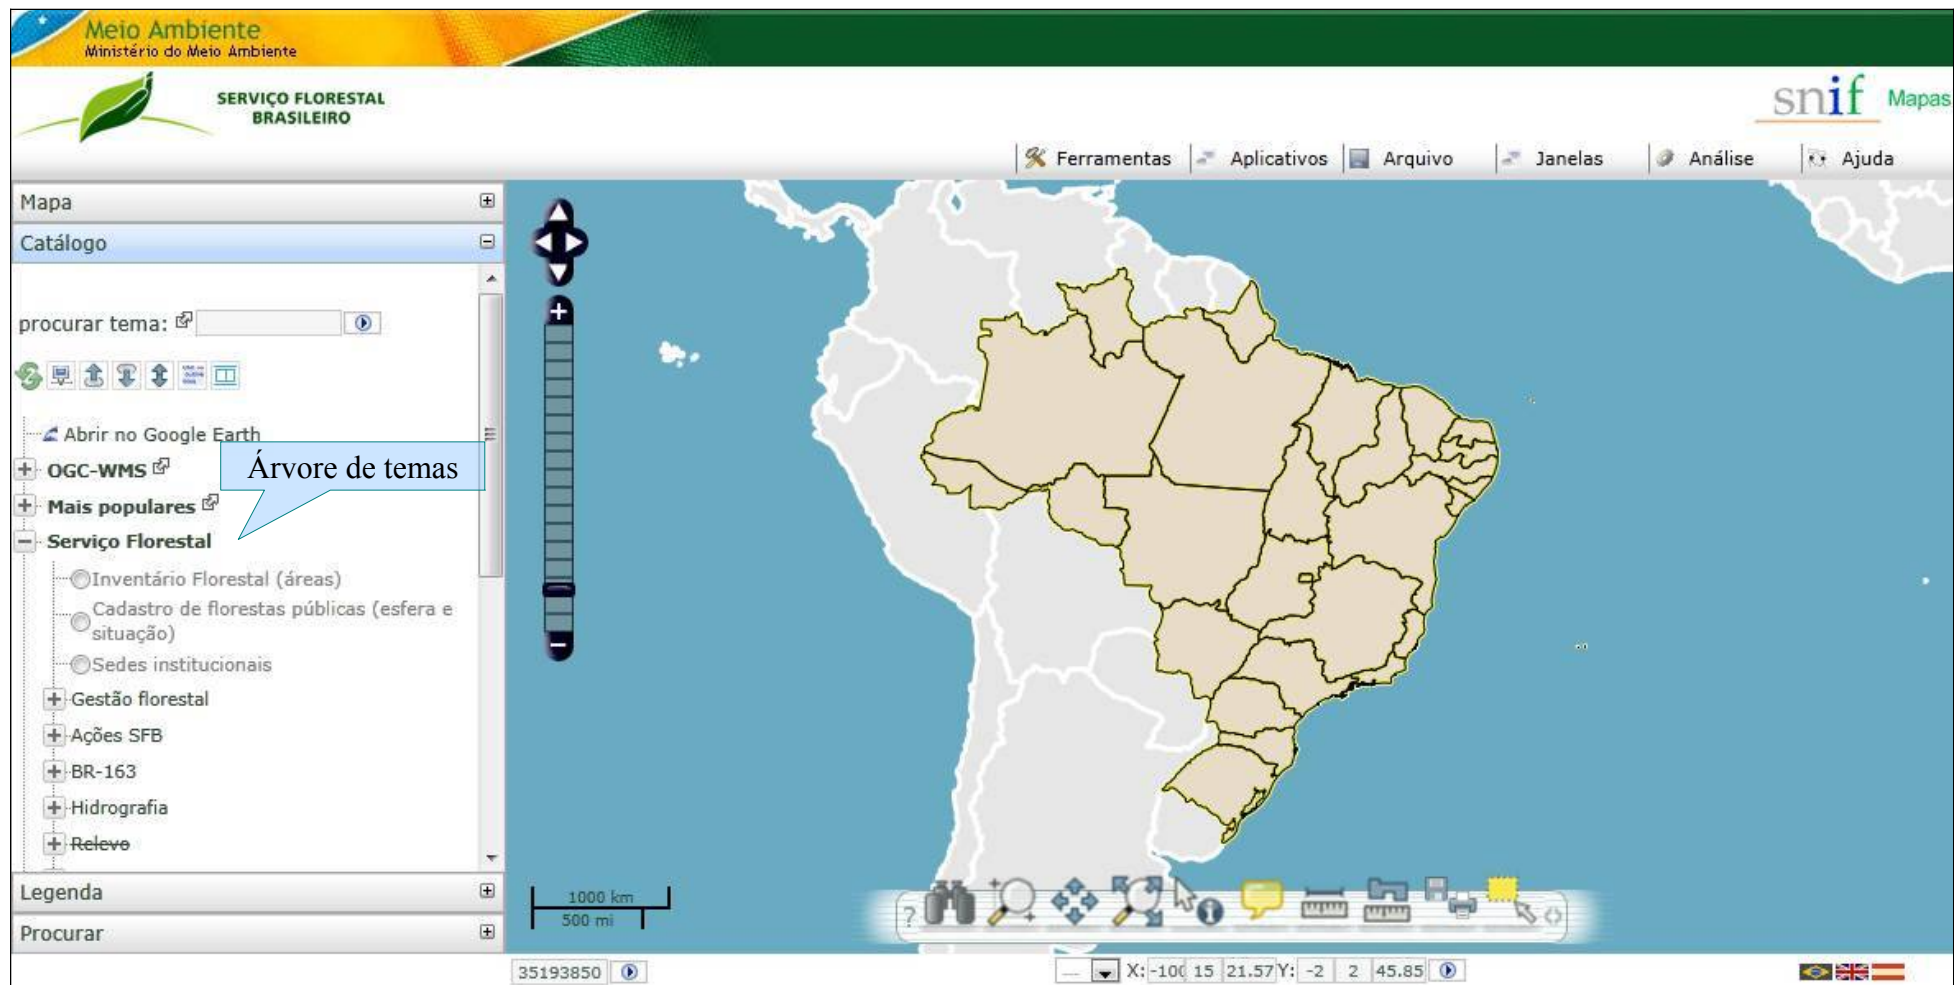 Meio Ambiente
Ministério do Meio Ambiente
SERVIÇO FLORESTAL
BRASILEIRO
snif Mapas
Ferramentas Aplicativos Arquivo Janelas Análise Ajuda
Mapa
Catálogo
procurar tema:
Abrir no Google Earth
OGC-WMS
Árvore de temas
Mais populares
Serviço Florestal
Inventário Florestal (áreas)
Cadastro de florestas públicas (esfera e
situação)
Sedes institucionais
Gestão florestal
Ações SFB
BR-163
Hidrografia
Relevo
Legenda
Procurar
1000 km
500 mi
?
35193850
--- X: -100 15 21.57 Y: -2 2 45.85